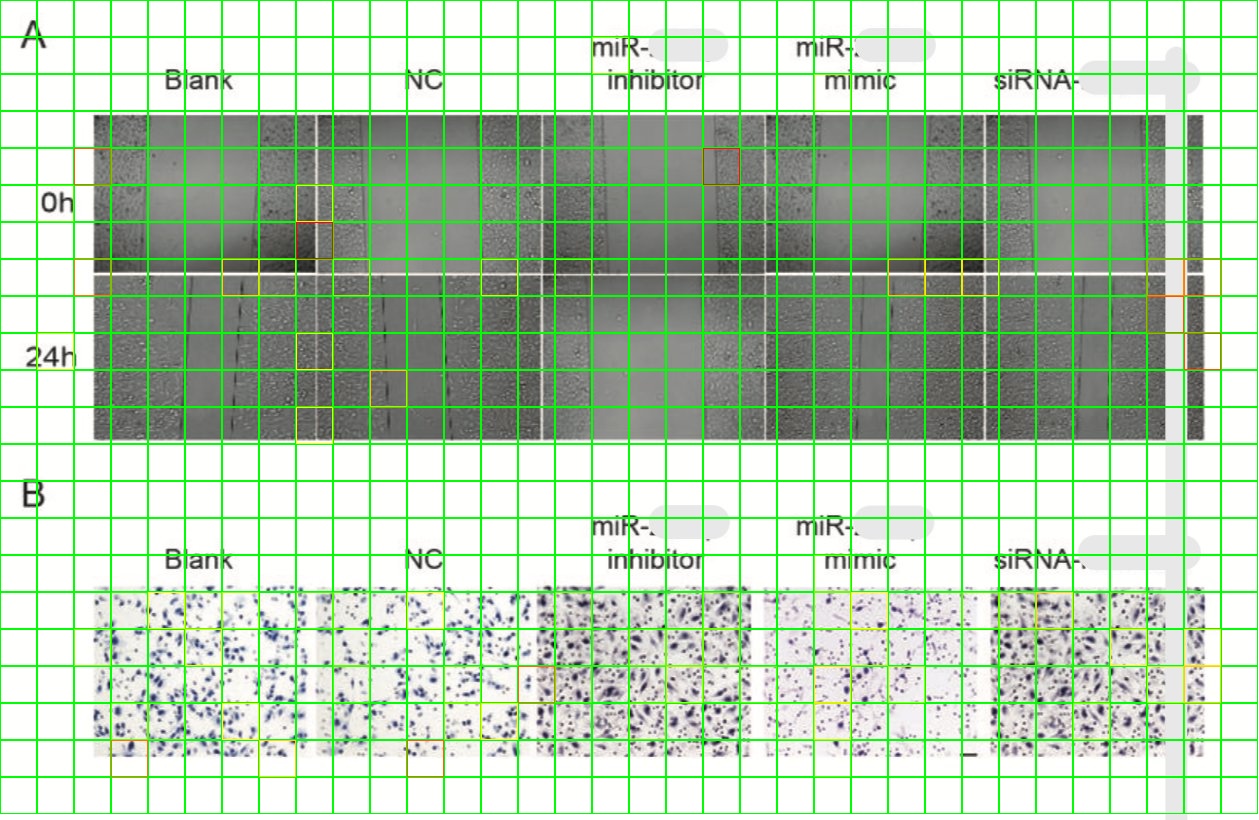 A
miR-
miR-
Blank
NC
inhibitor
mimic
siRNA-
0h
24h
B
miR-
miR-
Blank
NC
inhibitor
mimic
siRNA-